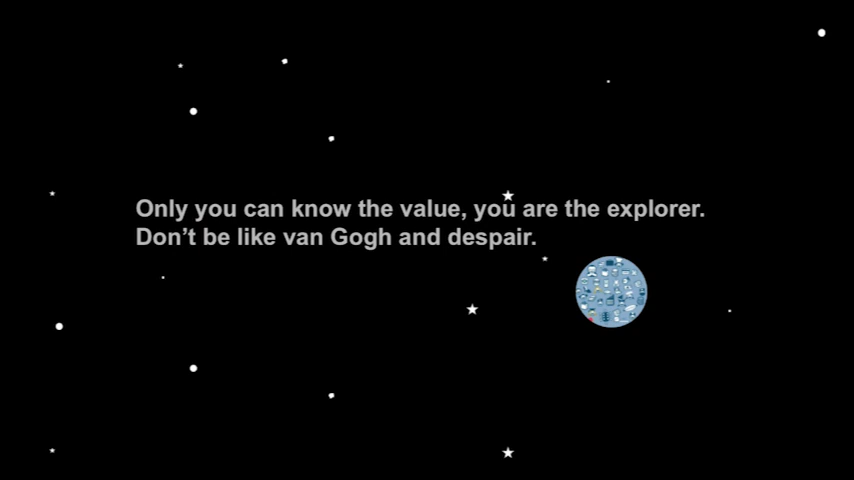 Only you can know the value, you are the explorer.
Don’t be like van Gogh and despair.